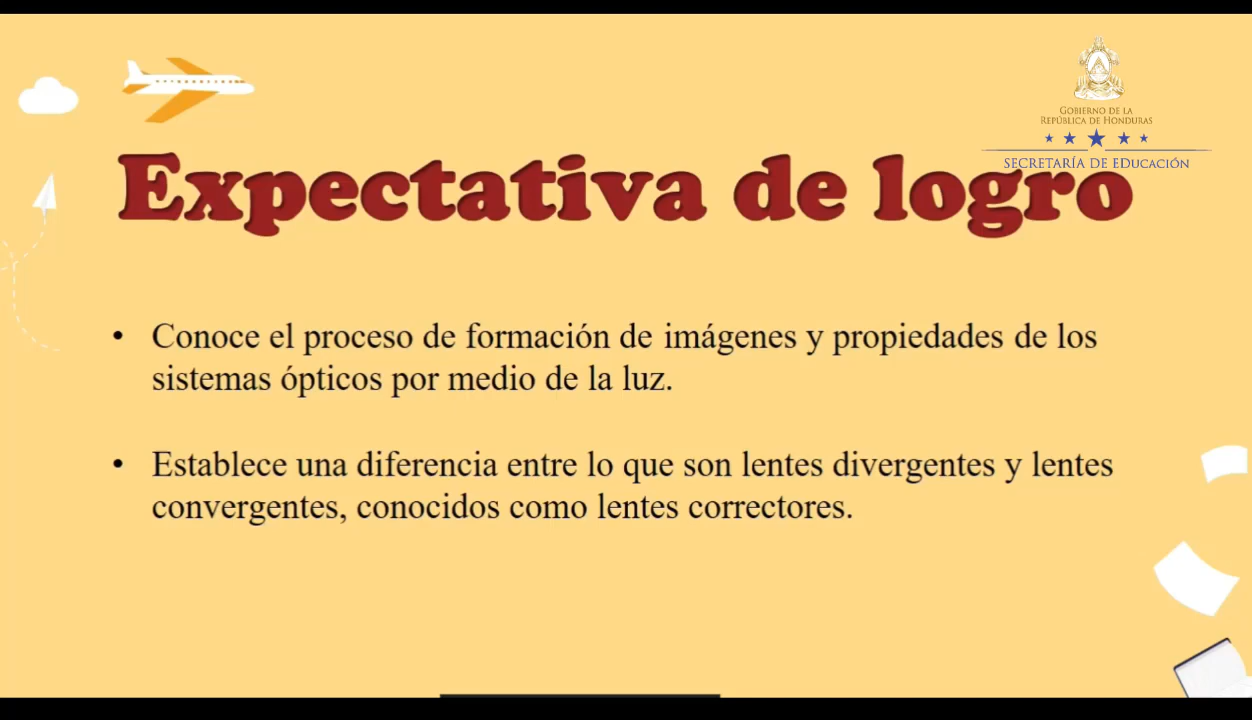 GOBIERNO DE LA
REPÚBLICA DE HONDURAS
SECRETARÍA DE EDUCACIÓN
Expectativa de logro
• Conoce el proceso de formación de imágenes y propiedades de los
sistemas ópticos por medio de la luz.
• Establece una diferencia entre lo que son lentes divergentes y lentes
convergentes, conocidos como lentes correctores.